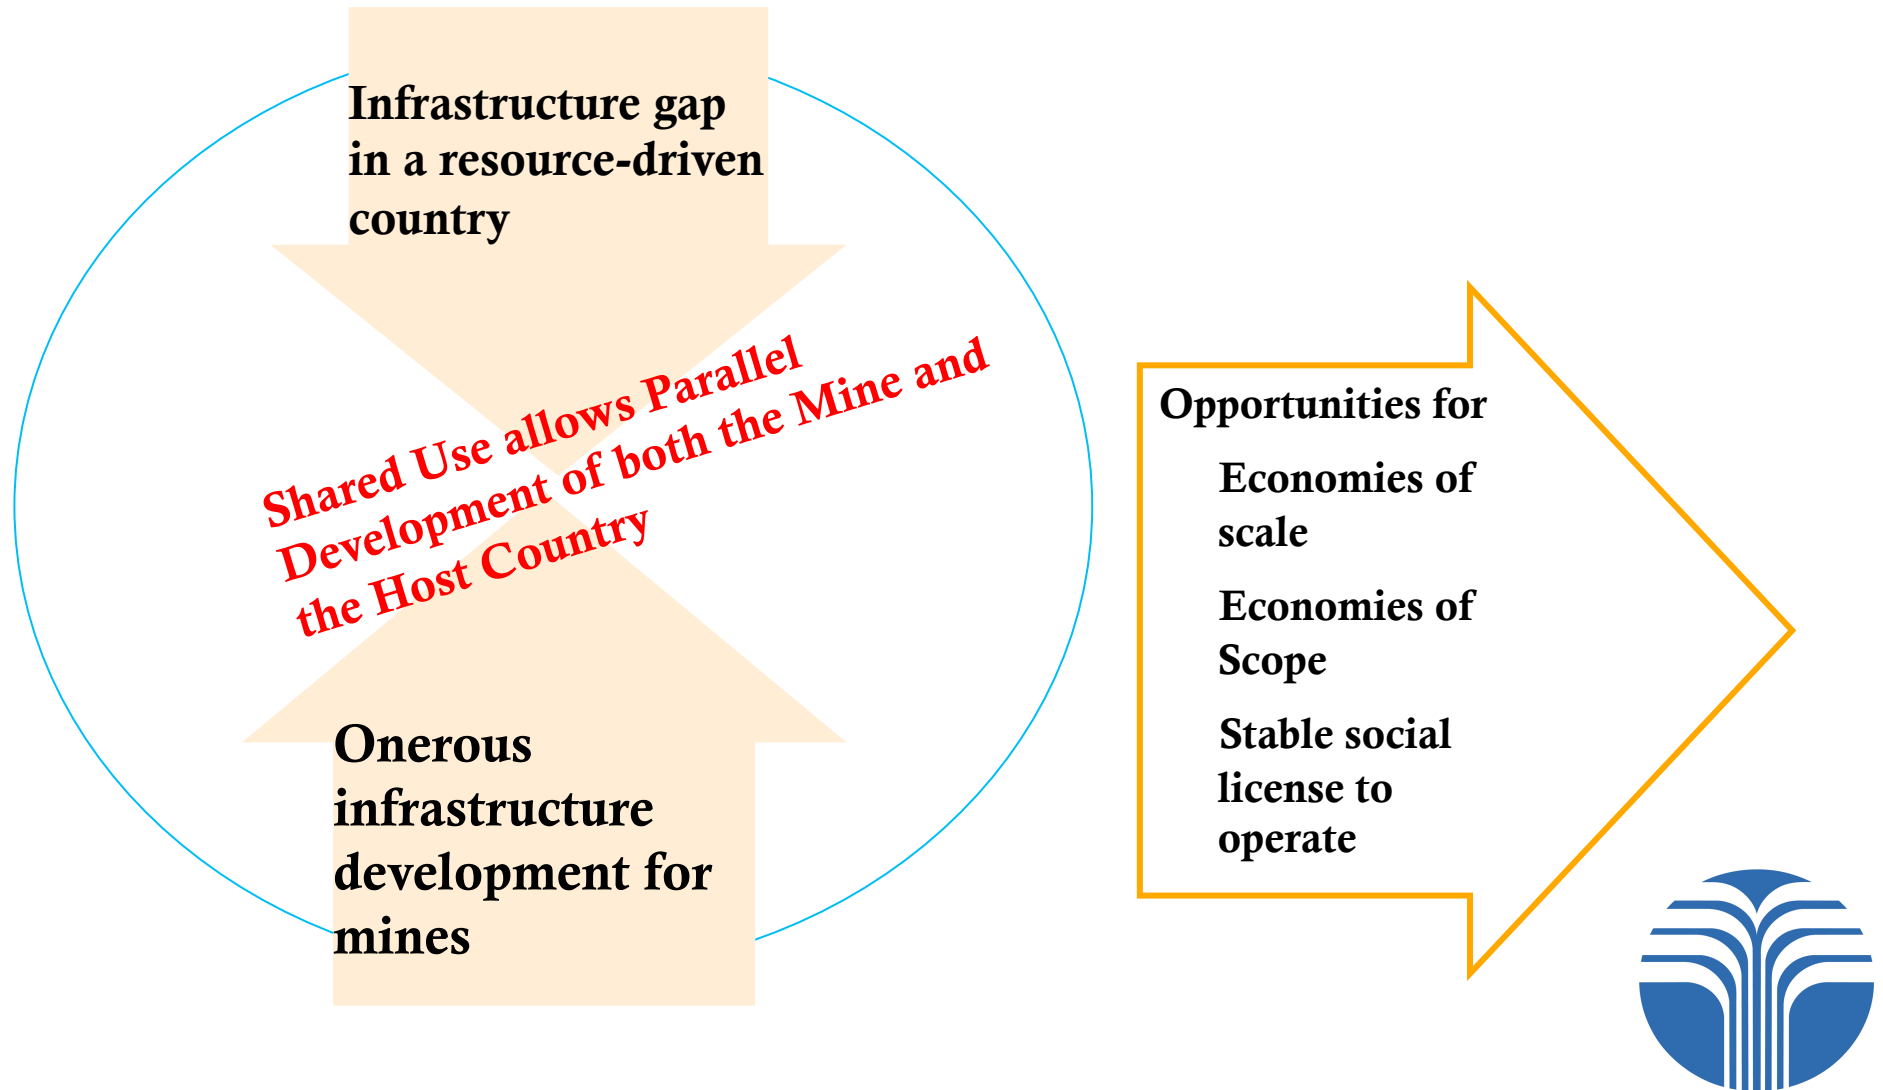 Infrastructure gap
in a resource-driven
country
Shared Use allows Parallel
Development of both the Mine and
the Host Country
Onerous
infrastructure
development for
mines
Opportunities for
Economies of
scale
Economies of
Scope
Stable social
license to
operate